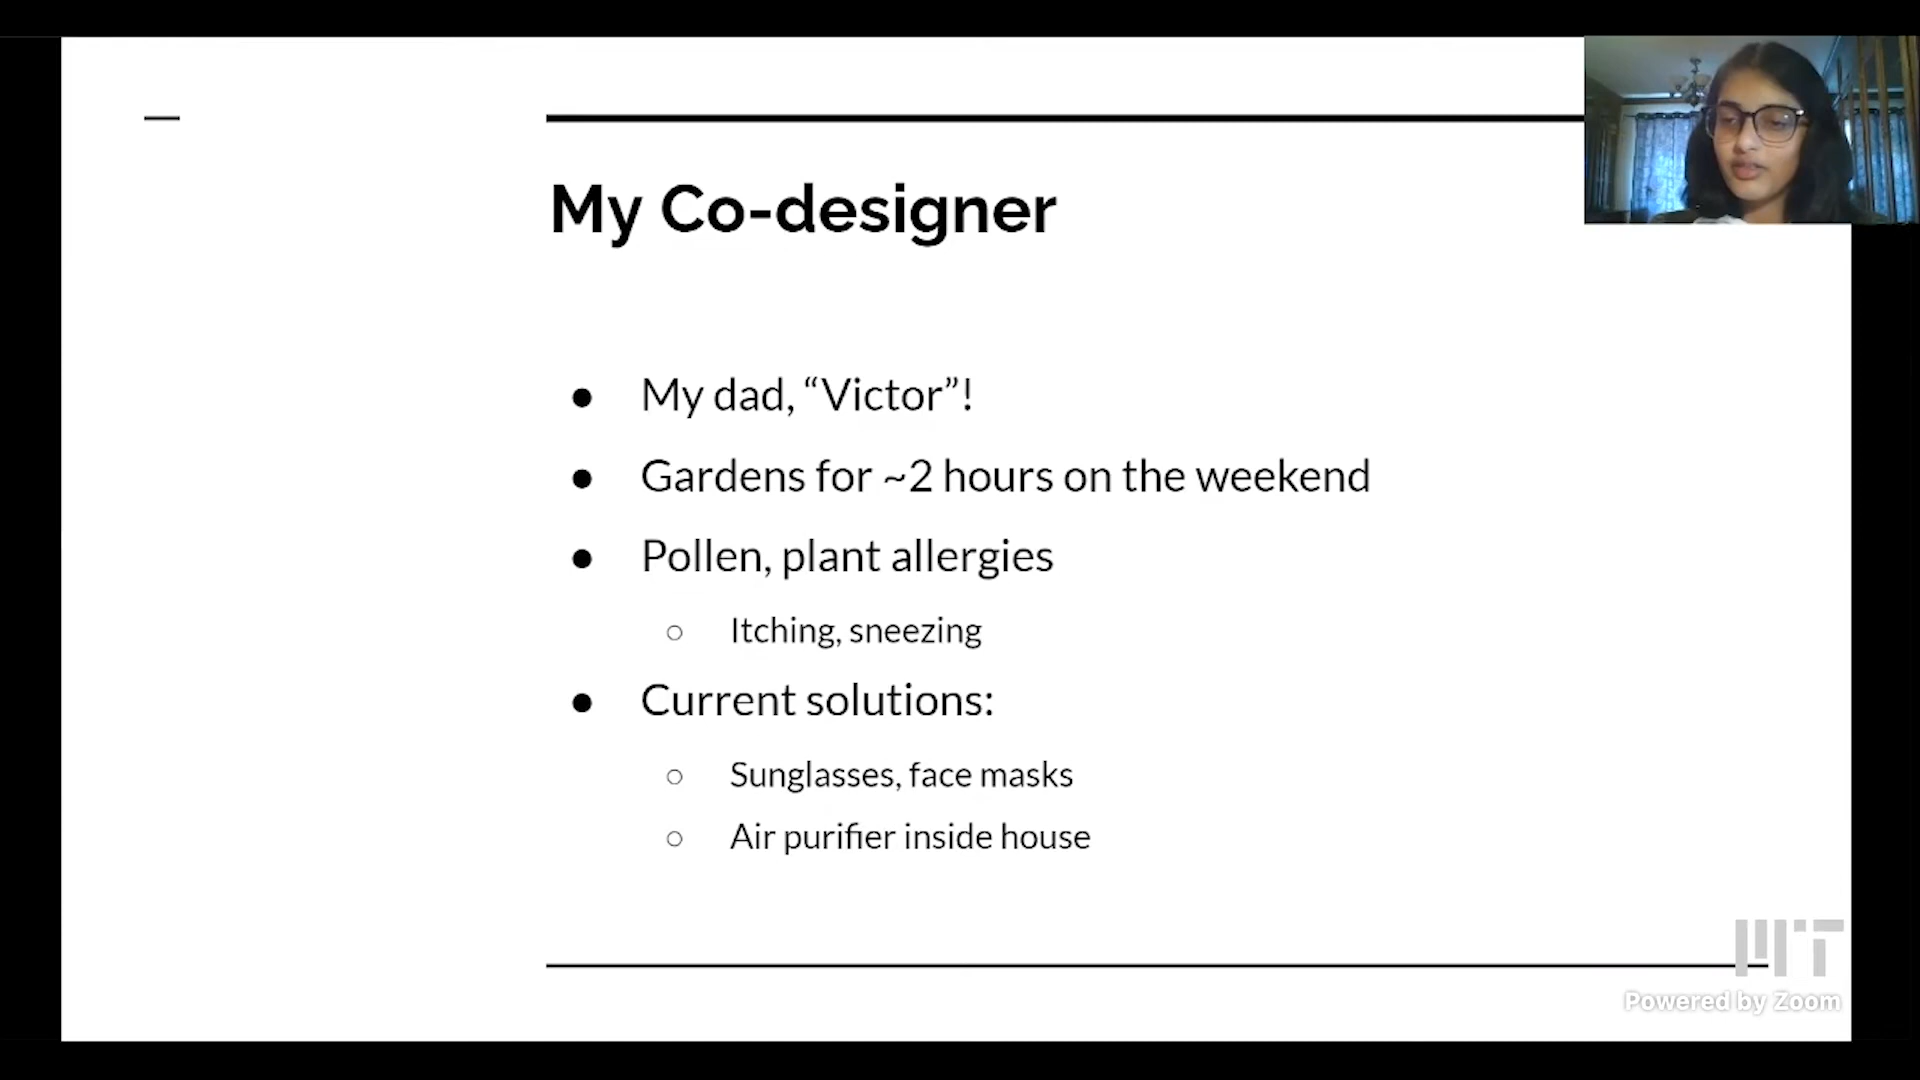 My Co-designer
● My dad, “Victor”!
● Gardens for ~2 hours on the weekend
● Pollen, plant allergies
○ Itching, sneezing
● Current solutions:
○ Sunglasses, face masks
○ Air purifier inside house
MIT
Powered by Zoom